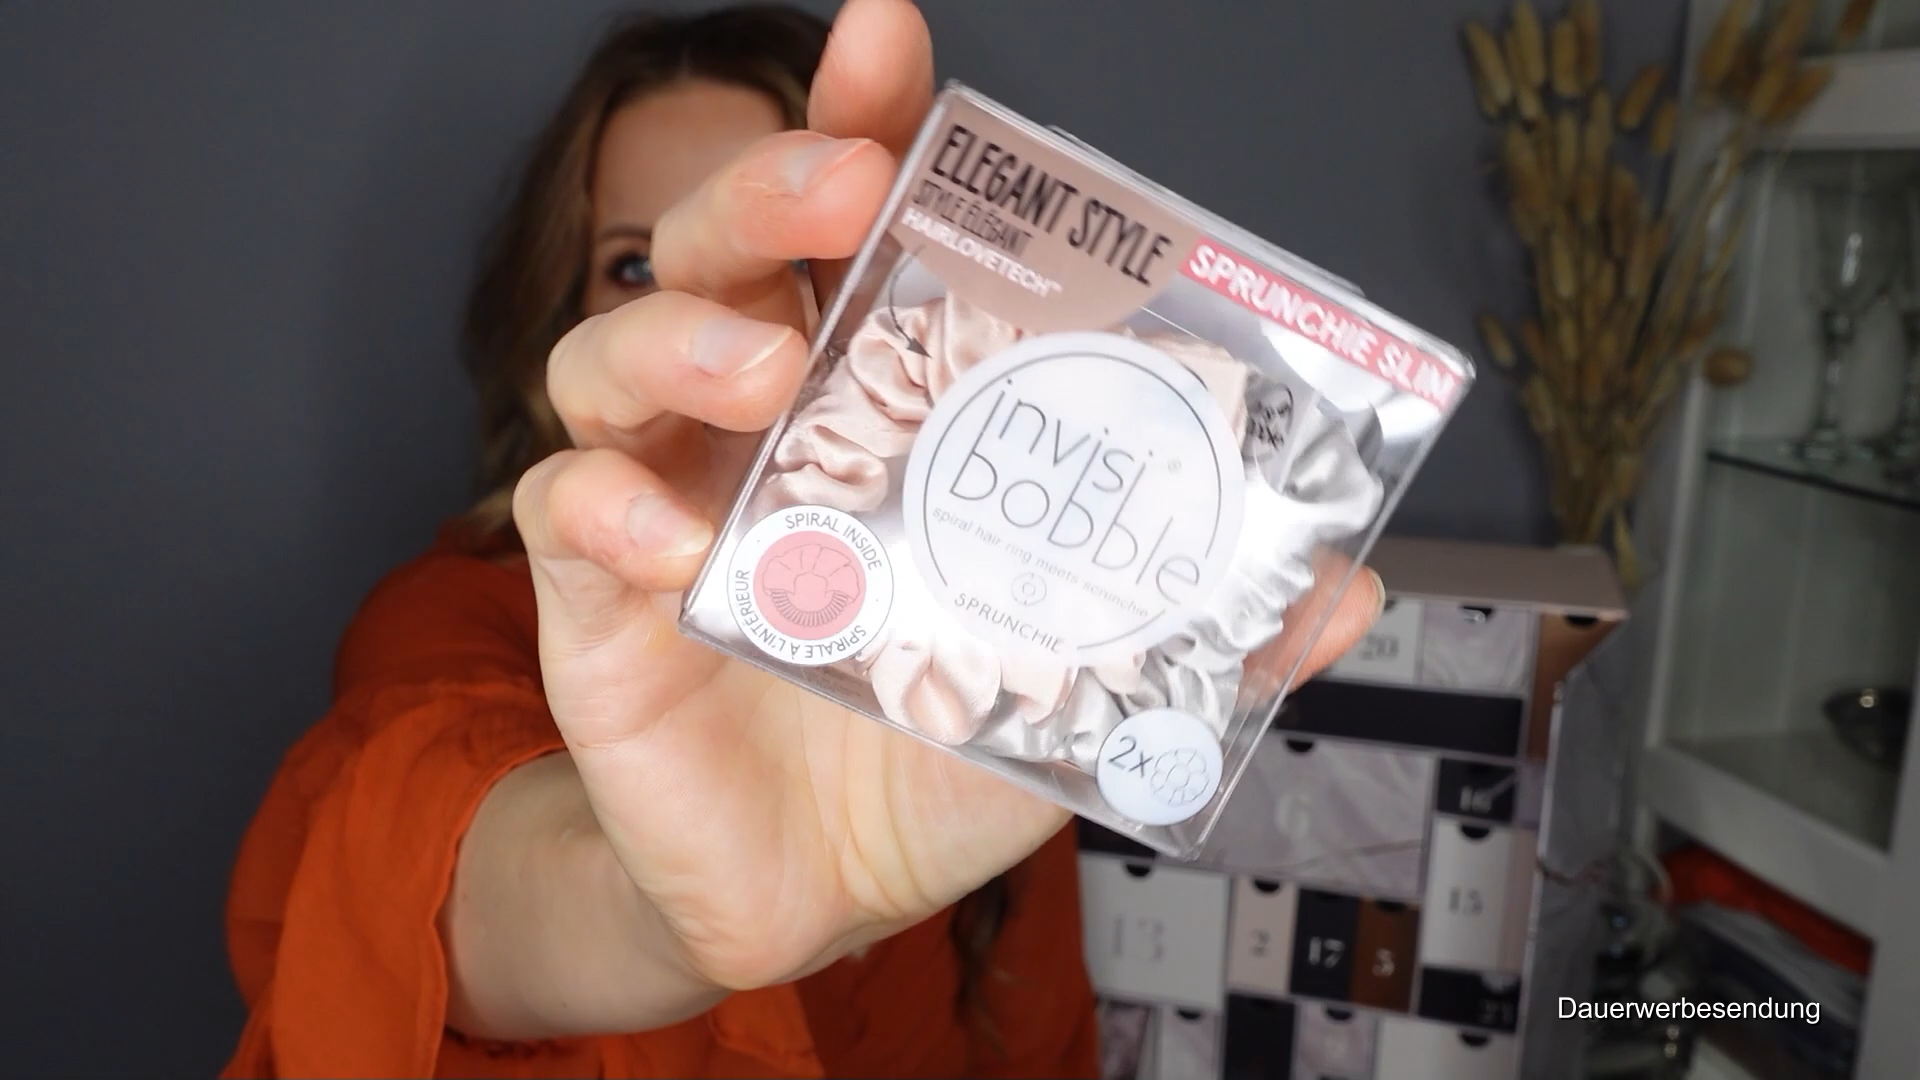 ELEGANT STYLE
STYLE ÉLÉGANT
HAIRLOVETECH™
SPRUNCHIE SLIM
invisi
bobble®
spiral hair ring meets scrunchie
SPRUNCHIE
SPIRAL INSIDE
SPIRALE À L'INTÉRIEUR
2x
20
6
16
15
13
2
17
3
21
Dauerwerbesendung